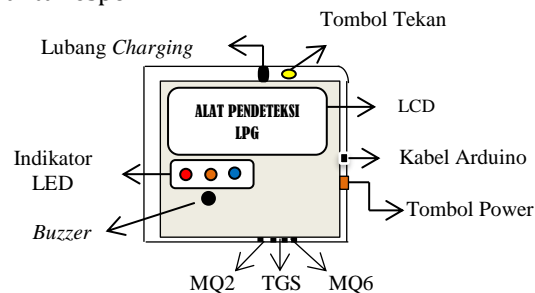 Tombol Tekan
Lubang Charging
ALAT PENDETEKSI
LPG
LCD
Indikator
LED
Kabel Arduino
Tombol Power
Buzzer
MQ2 TGS MQ6